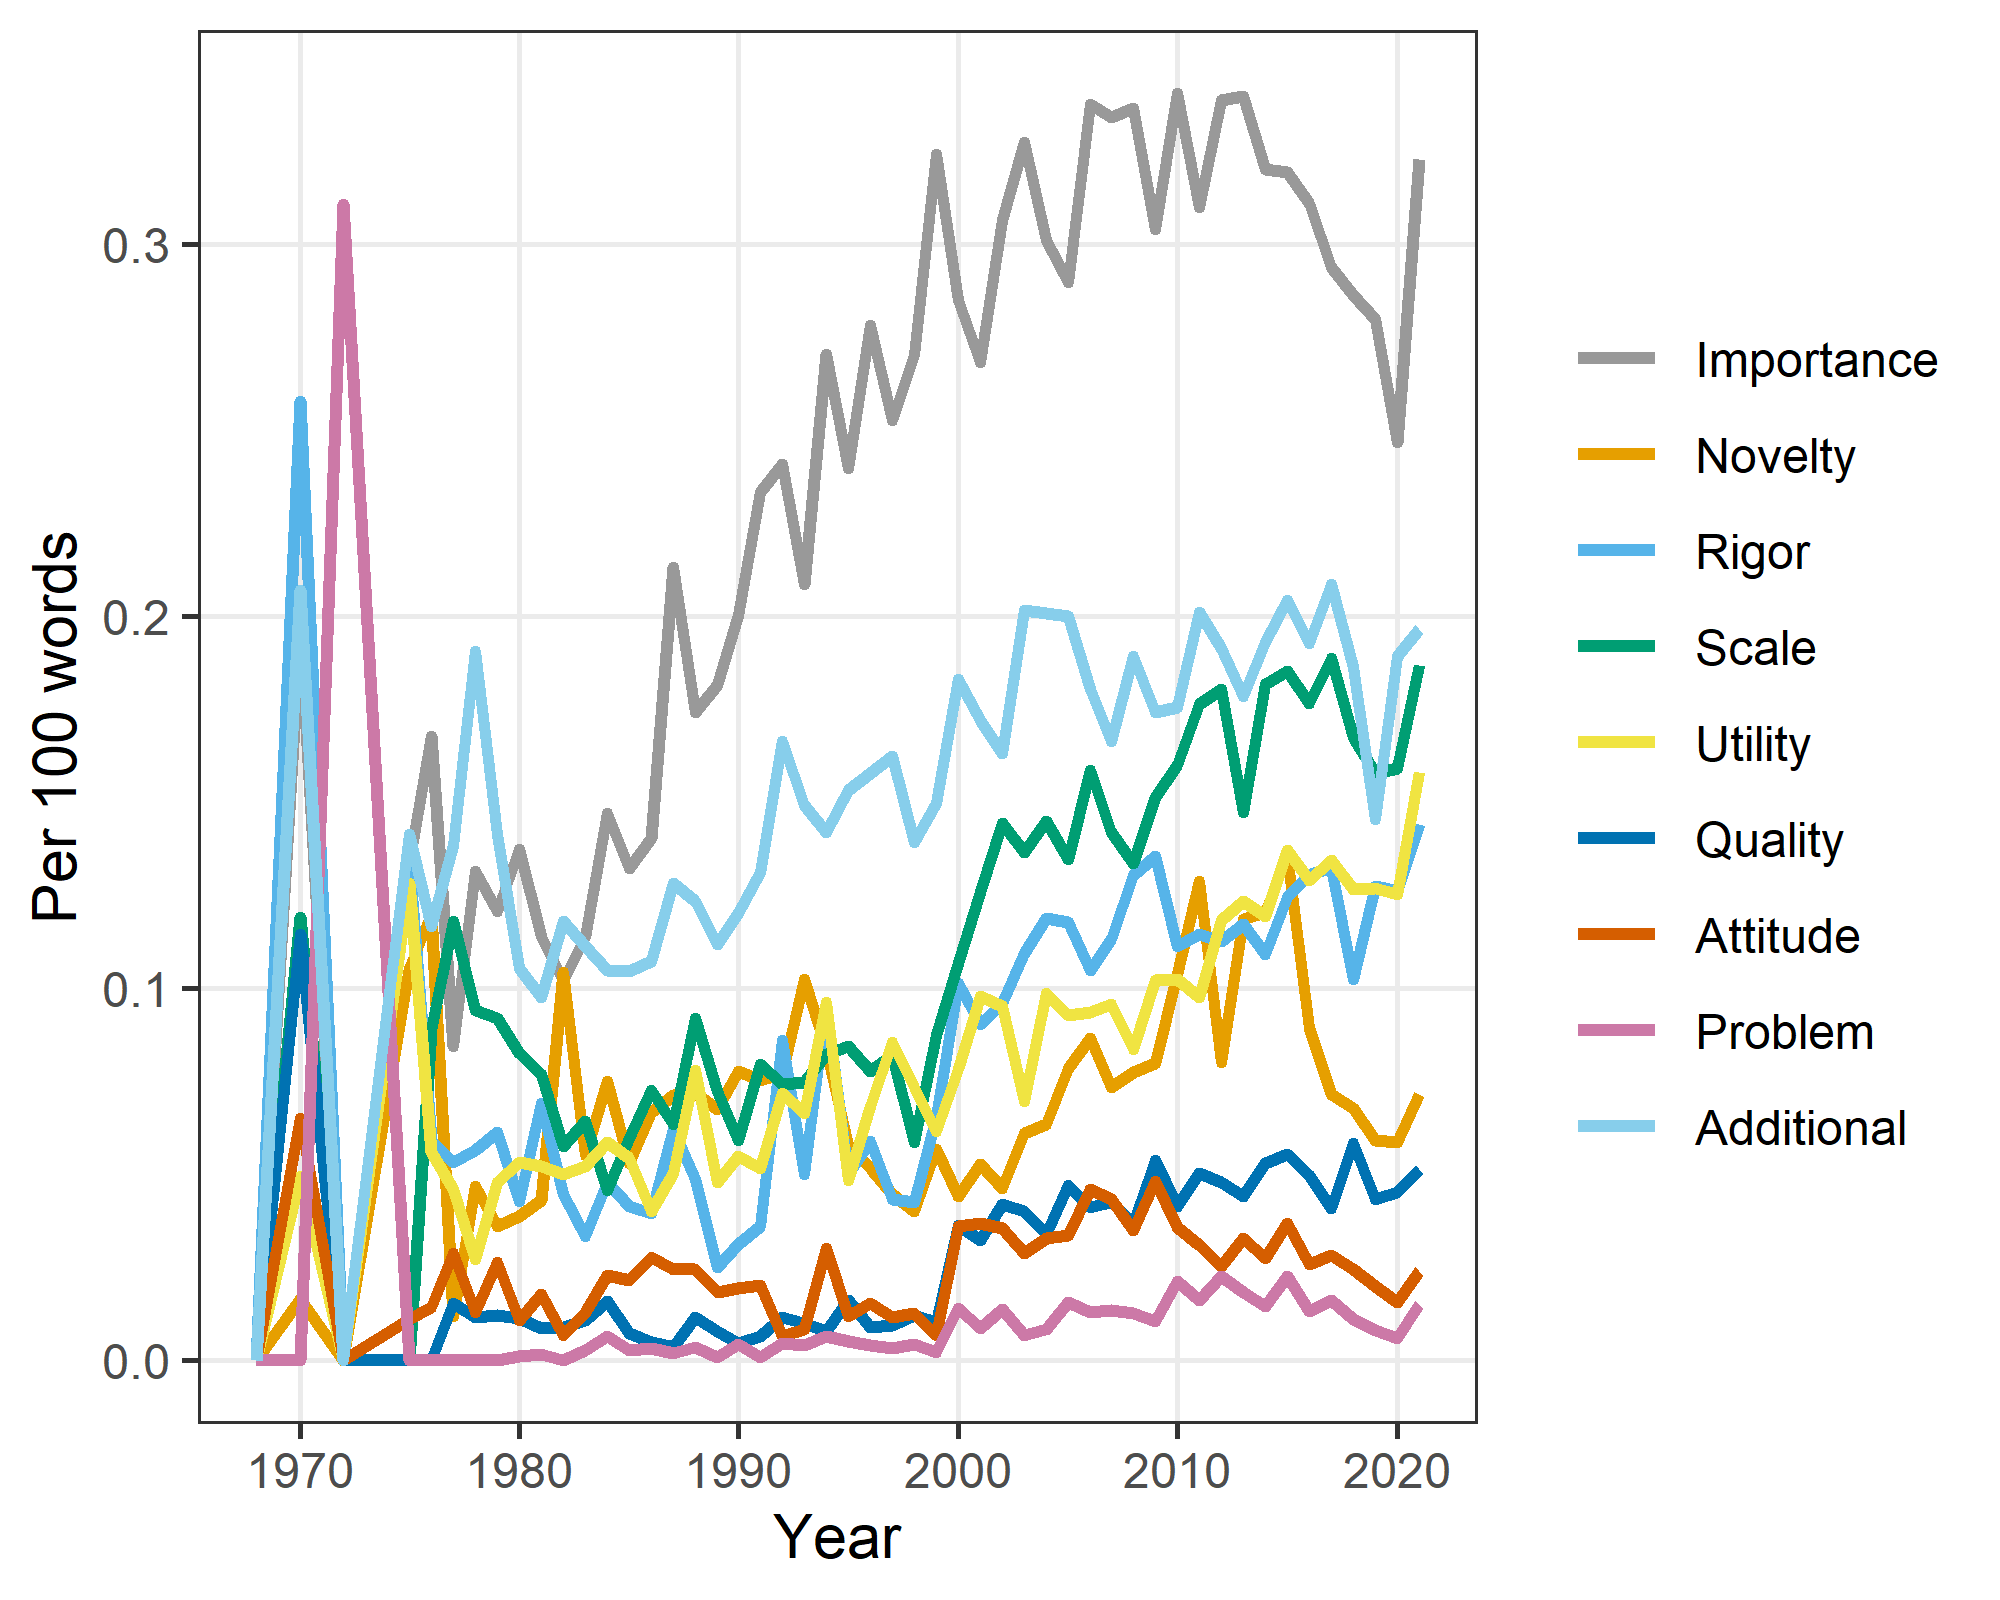 Per 100 words
0.3
0.2
0.1
0.0
1970 1980 1990 2000 2010 2020
Year
Importance
Novelty
Rigor
Scale
Utility
Quality
Attitude
Problem
Additional